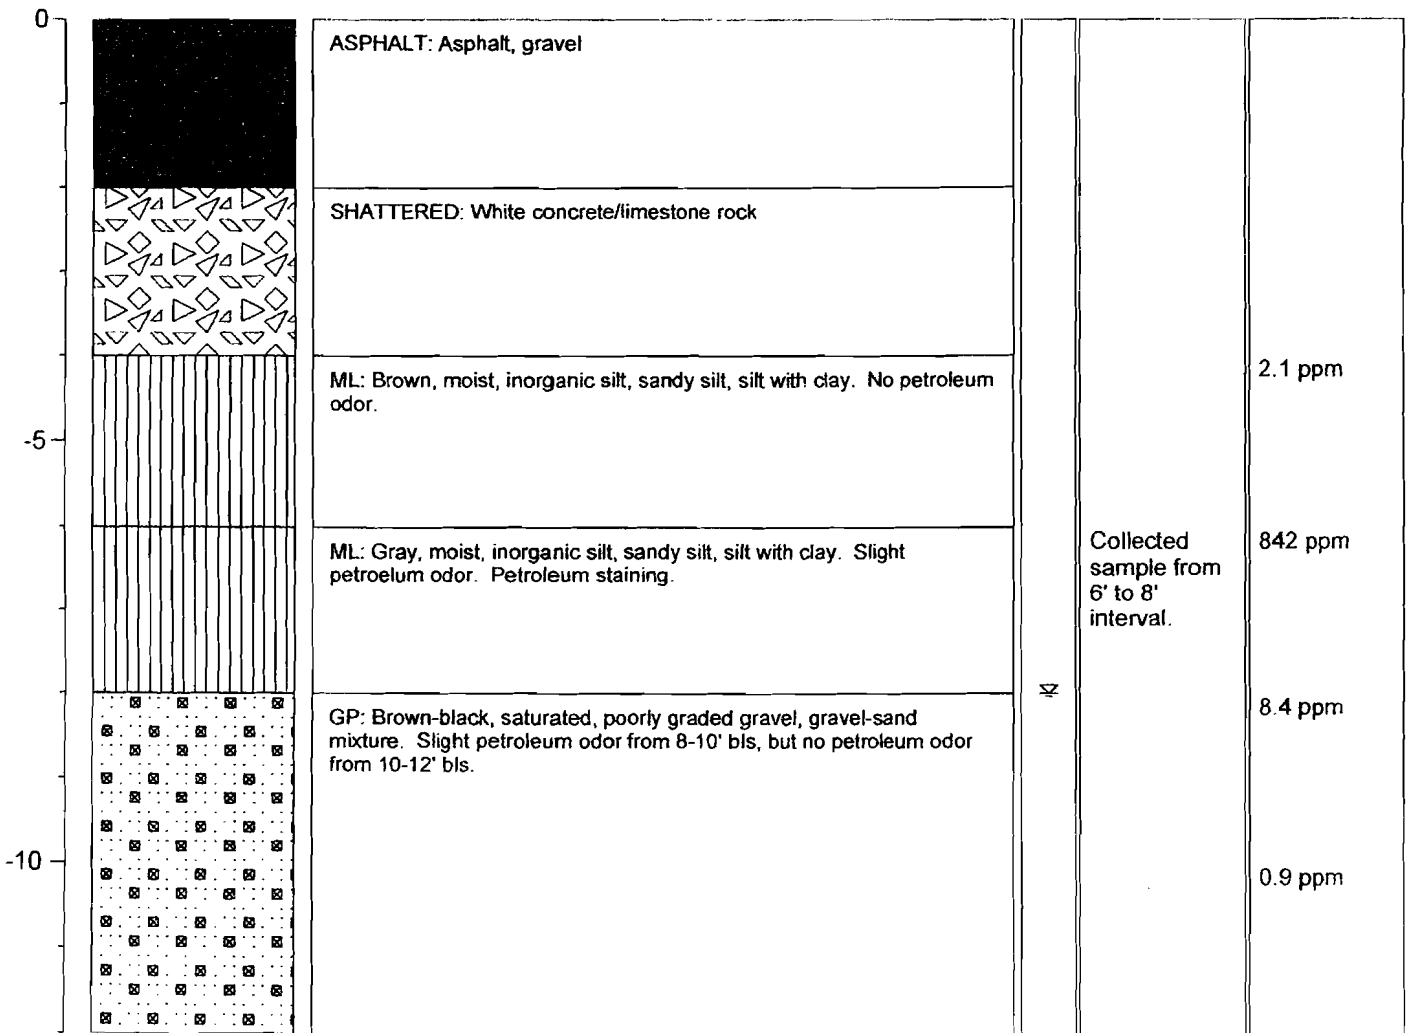 0
ASPHALT: Asphalt, gravel
SHATTERED: White concrete/limestone rock
ML: Brown, moist, inorganic silt, sandy silt, silt with clay. No petroleum
odor.
2.1 ppm
-5
ML: Gray, moist, inorganic silt, sandy silt, silt with clay. Slight
petroelum odor. Petroleum staining.
Collected
sample from
6' to 8'
interval.
842 ppm
GP: Brown-black, saturated, poorly graded gravel, gravel-sand
mixture. Slight petroleum odor from 8-10' bls, but no petroleum odor
from 10-12' bls.
8.4 ppm
-10
0.9 ppm